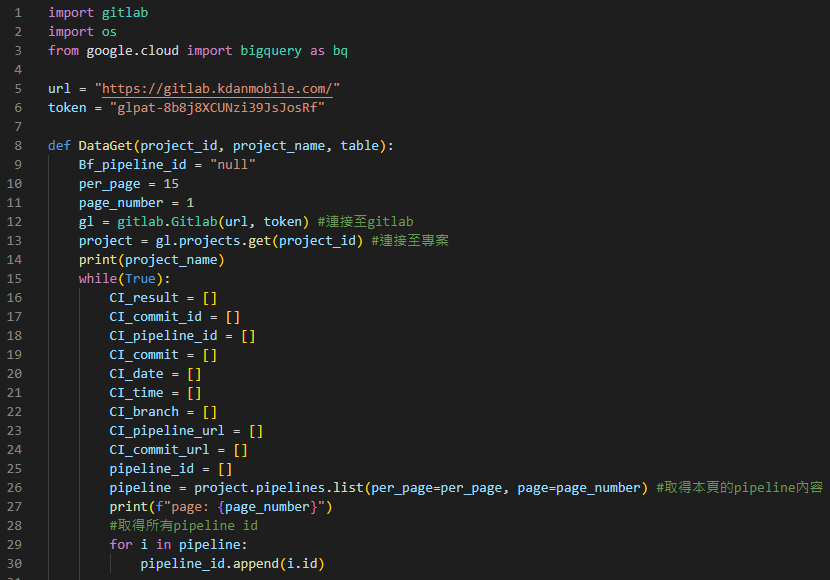 1 import gitlab
2 import os
3 from google.cloud import bigquery as bq
4
5 url = "https://gitlab.kdanmobile.com/"
6 token = "glpat-8b8j8XCUNzi39JsJosRf"
7
8 def DataGet(project_id, project_name, table):
9 Bf_pipeline_id = "null"
10 per_page = 15
11 page_number = 1
12 gl = gitlab.Gitlab(url, token) #連接至gitlab
13 project = gl.projects.get(project_id) #連接至專案
14 print(project_name)
15 while(True):
16 CI_result = []
17 CI_commit_id = []
18 CI_pipeline_id = []
19 CI_commit = []
20 CI_date = []
21 CI_time = []
22 CI_branch = []
23 CI_pipeline_url = []
24 CI_commit_url = []
25 pipeline_id = []
26 pipeline = project.pipelines.list(per_page=per_page, page=page_number) #取得本頁的pipeline內容
27 print(f"page: {page_number}")
28 #取得所有pipeline id
29 for i in pipeline:
30 pipeline_id.append(i.id)